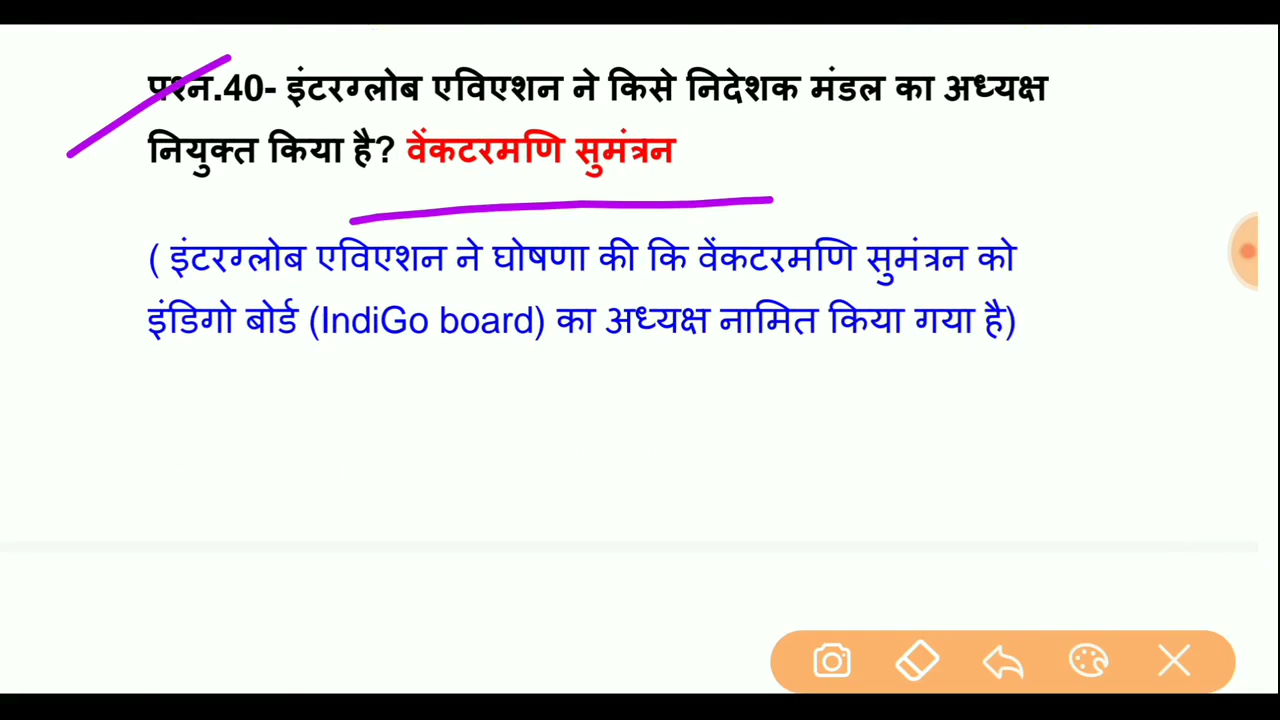 प्रश्न.40- इंटरग्लोब एविएशन ने किसे निदेशक मंडल का अध्यक्ष
नियुक्त किया है? वेंकटरमणि सुमंत्रन
( इंटरग्लोब एविएशन ने घोषणा की कि वेंकटरमणि सुमंत्रन को
इंडिगो बोर्ड (IndiGo board) का अध्यक्ष नामित किया गया है)